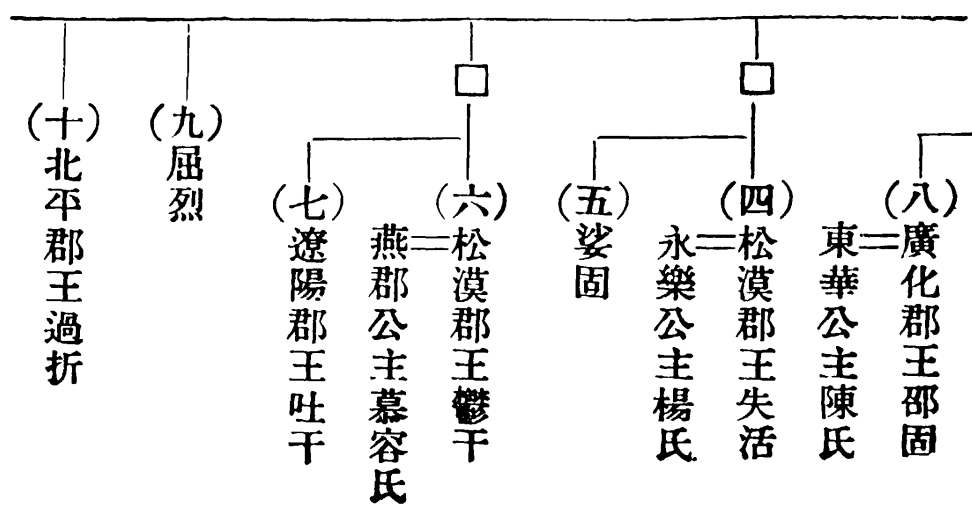 (八)廣化郡王邵固
東華公主陳氏
(四)松漠郡王失活
永樂公主楊氏
(五)娑固
(六)松漠郡王鬱干
燕郡公主慕容氏
(七)遼陽郡王吐干
(九)屈烈
(十)北平郡王過折